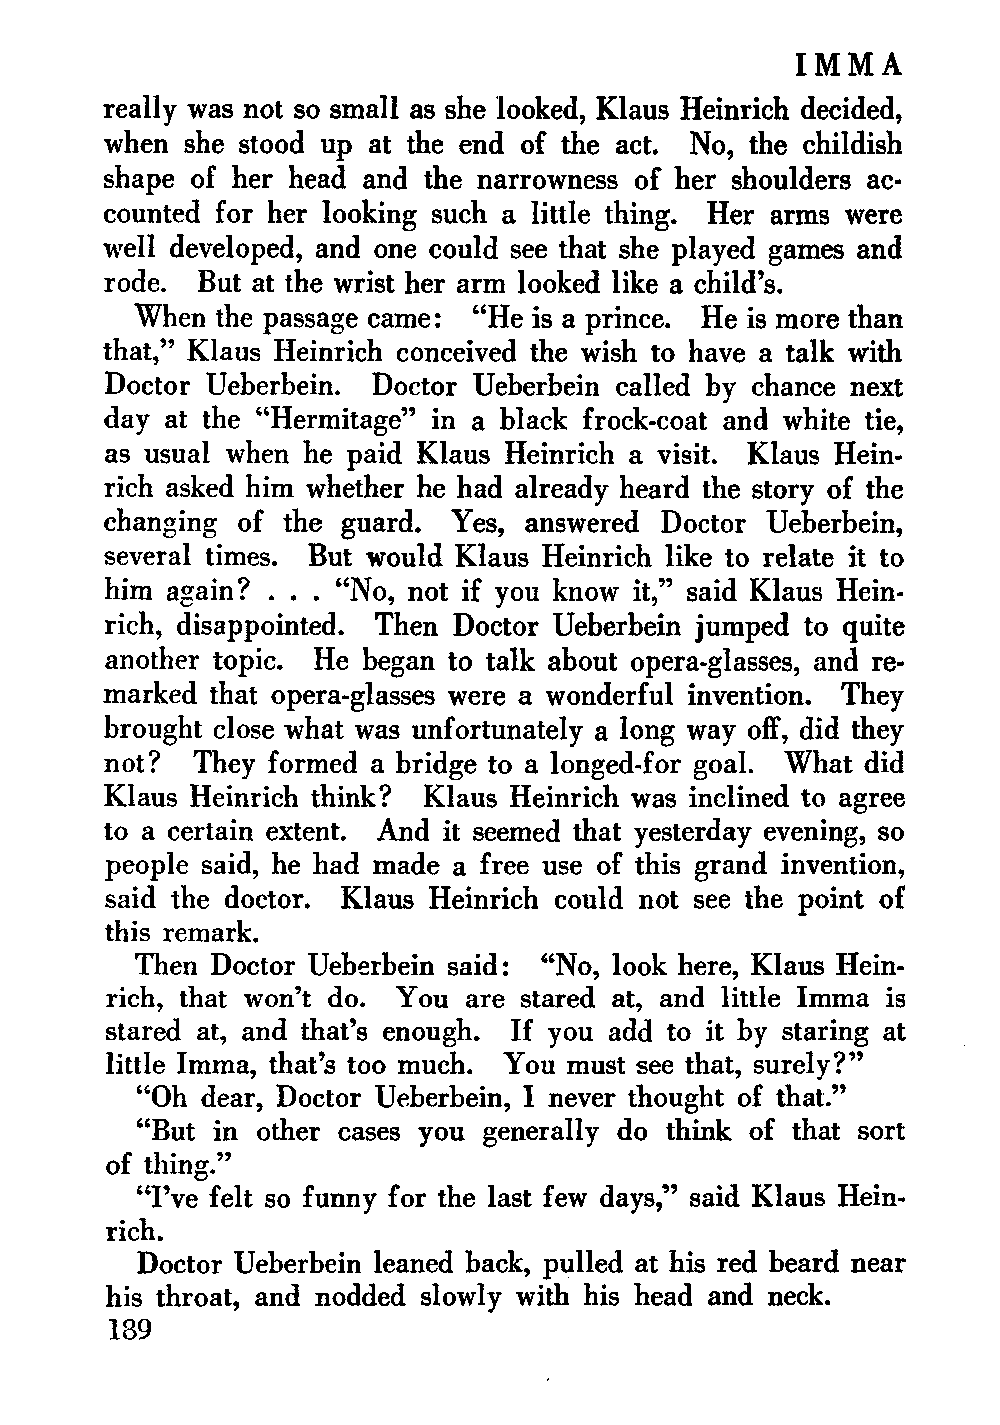 IMMA
really was not so small as she looked, Klaus Heinrich decided,
when she stood up at the end of the act. No, the childish
shape of her head and the narrowness of her shoulders ac-
counted for her looking such a little thing. Her arms were
well developed, and one could see that she played games and
rode. But at the wrist her arm looked like a child's.
When the passage came: “He is a prince. He is more than
that,” Klaus Heinrich conceived the wish to have a talk with
Doctor Ueberbein. Doctor Ueberbein called by chance next
day at the “Hermitage” in a black frock-coat and white tie,
as usual when he paid Klaus Heinrich a visit. Klaus Hein-
rich asked him whether he had already heard the story of the
changing of the guard. Yes, answered Doctor Ueberbein,
several times. But would Klaus Heinrich like to relate it to
him again? . . . “No, not if you know it,” said Klaus Hein-
rich, disappointed. Then Doctor Ueberbein jumped to quite
another topic. He began to talk about opera-glasses, and re-
marked that opera-glasses were a wonderful invention. They
brought close what was unfortunately a long way off, did they
not? They formed a bridge to a longed-for goal. What did
Klaus Heinrich think? Klaus Heinrich was inclined to agree
to a certain extent. And it seemed that yesterday evening, so
people said, he had made a free use of this grand invention,
said the doctor. Klaus Heinrich could not see the point of
this remark.
Then Doctor Ueberbein said: “No, look here, Klaus Hein-
rich, that won't do. You are stared at, and little Imma is
stared at, and that's enough. If you add to it by staring at
little Imma, that's too much. You must see that, surely?”
“Oh dear, Doctor Ueberbein, I never thought of that.”
“But in other cases you generally do think of that sort
of thing.”
“I've felt so funny for the last few days,” said Klaus Hein-
rich.
Doctor Ueberbein leaned back, pulled at his red beard near
his throat, and nodded slowly with his head and neck.
189